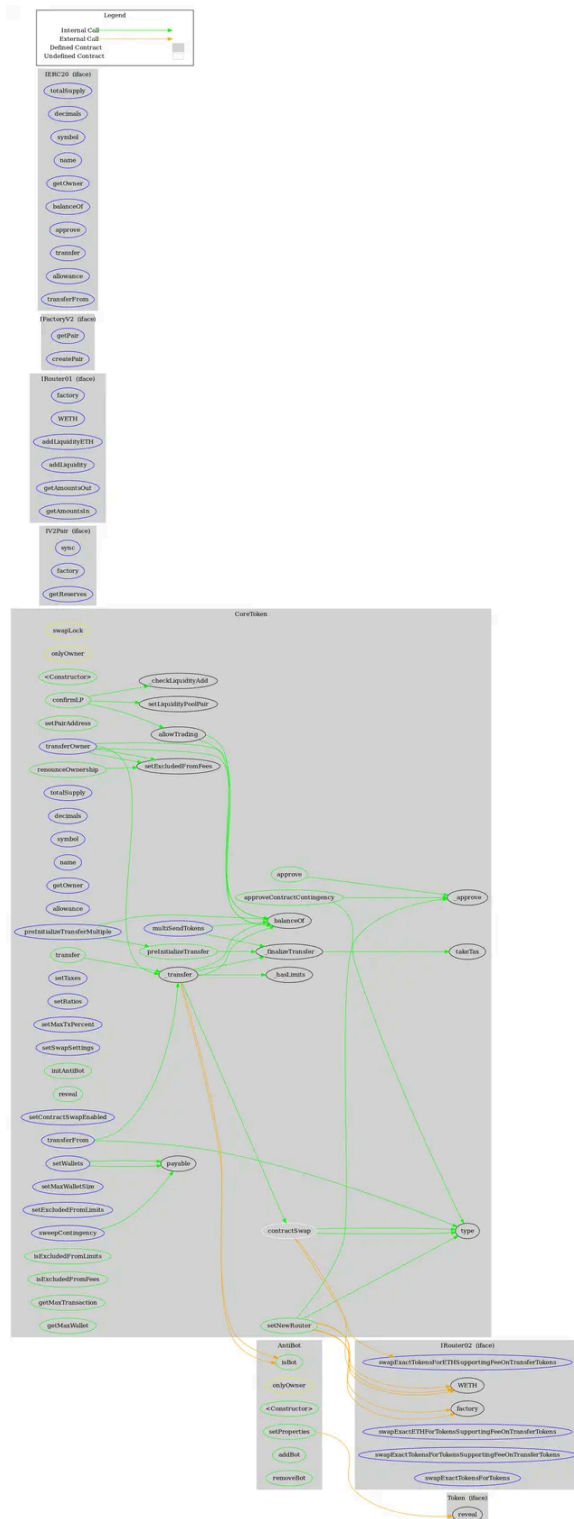 Legend
Internal Call
External Call
Defined Contract
Undefined Contract
IERC20 (iface)
totalSupply
decimals
symbol
name
getOwner
balanceOf
approve
transfer
allowance
transferFrom
IFactoryV2 (iface)
getPair
createPair
IRouter01 (iface)
factory
WETH
addLiquidityETH
addLiquidity
getAmountsOut
getAmountsIn
IV2Pair (iface)
sync
factory
getReserves
CoreToken
swapLock
onlyOwner
<Constructor>
checkLiquidityAdd
confirmLP
setLiquidityPoolPair
setPairAddress
allowTrading
transferOwner
renounceOwnership
setExcludedFromFees
totalSupply
decimals
symbol
name
approve
getOwner
approveContractContingency
approve
allowance
balanceOf
preInitializeTransferMultiple
multiSendTokens
transfer
preInitializeTransfer
finalizeTransfer
takeTax
transfer
hasLimits
setTaxes
setRatios
setMaxTxPercent
setSwapSettings
initAntiBot
reveal
setContractSwapEnabled
transferFrom
setWallets
payable
setMaxWalletSize
setExcludedFromLimits
sweepContingency
contractSwap
type
isExcludedFromLimits
isExcludedFromFees
getMaxTransaction
getMaxWallet
setNewRouter
AntiBot
isBot
onlyOwner
<Constructor>
setProperties
addBot
removeBot
IRouter02 (iface)
swapExactTokensForETHSupportingFeeOnTransferTokens
WETH
factory
swapExactETHForTokensSupportingFeeOnTransferTokens
swapExactTokensForTokensSupportingFeeOnTransferTokens
swapExactTokensForTokens
Token (iface)
reveal